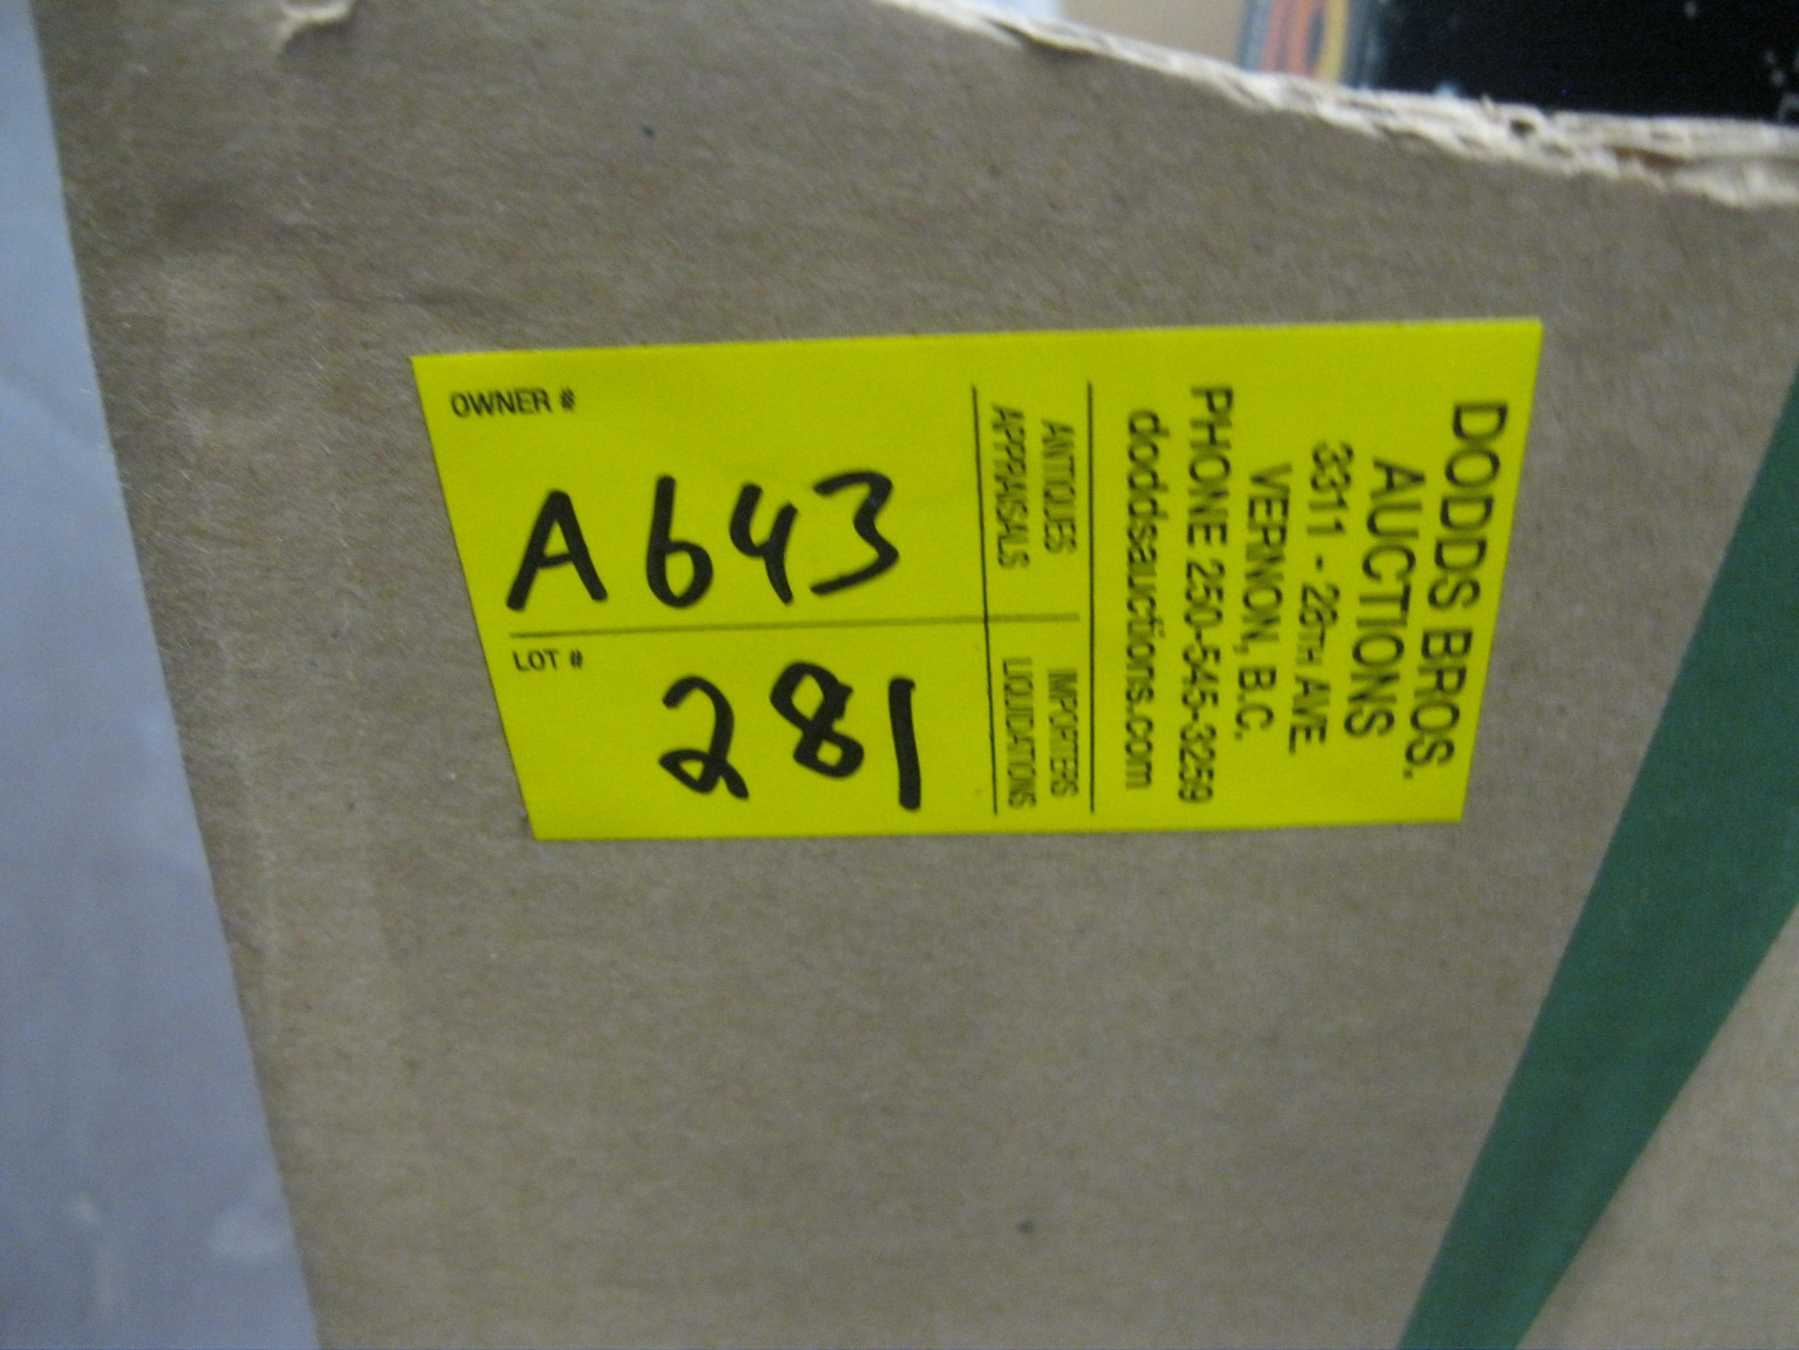 OWNER #
A 643
LOT #
281
ANTIQUES
APPRAISALS
IMPORTERS
LIQUIDATIONS
DODDS BROS.
AUCTIONS
3311 - 28TH AVE.
VERNON, B.C.
PHONE 250-545-3259
doddsauctions.com